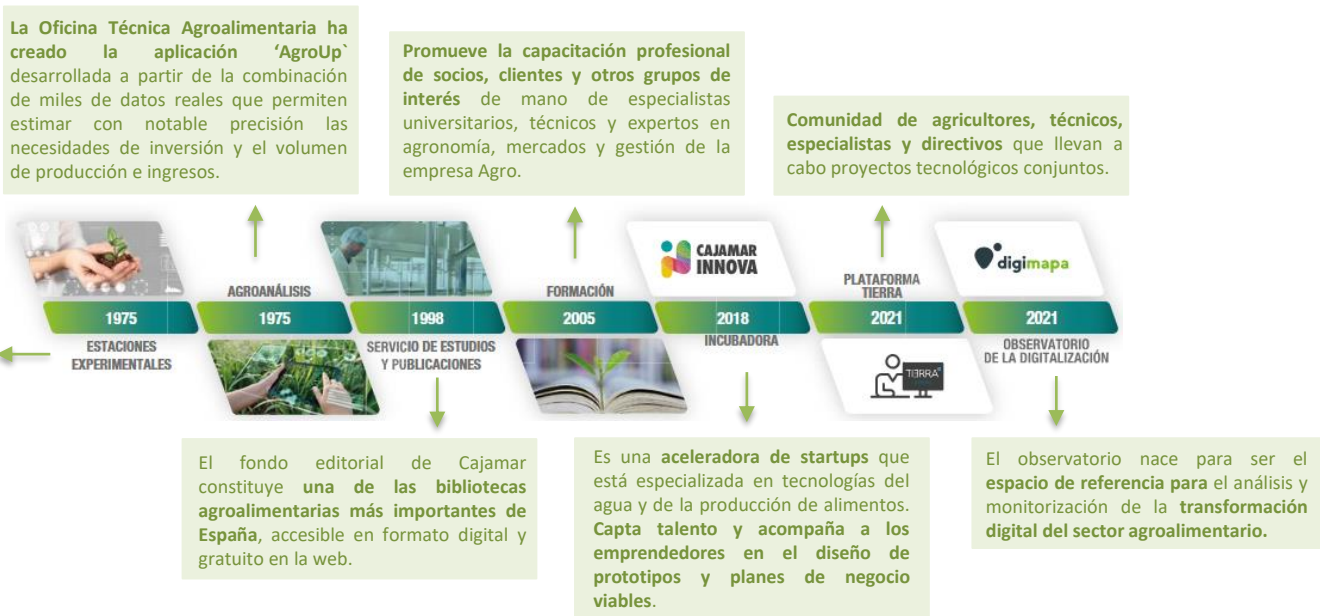 La Oficina Técnica Agroalimentaria ha
creado la aplicación ‘AgroUp`
desarrollada a partir de la combinación
de miles de datos reales que permiten
estimar con notable precisión las
necesidades de inversión y el volumen
de producción e ingresos.
Promueve la capacitación profesional
de socios, clientes y otros grupos de
interés de mano de especialistas
universitarios, técnicos y expertos en
agronomía, mercados y gestión de la
empresa Agro.
Comunidad de agricultores, técnicos,
especialistas y directivos que llevan a
cabo proyectos tecnológicos conjuntos.
1975
ESTACIONES
EXPERIMENTALES
AGROANÁLISIS
1975
1998
SERVICIO DE ESTUDIOS
Y PUBLICACIONES
FORMACIÓN
2005
CAJAMAR
INNOVA
2018
INCUBADORA
PLATAFORMA
TIERRA
2021
TIERRA
digimapa
2021
OBSERVATORIO
DE LA DIGITALIZACIÓN
El fondo editorial de Cajamar
constituye una de las bibliotecas
agroalimentarias más importantes de
España, accesible en formato digital y
gratuito en la web.
Es una aceleradora de startups que
está especializada en tecnologías del
agua y de la producción de alimentos.
Capta talento y acompaña a los
emprendedores en el diseño de
prototipos y planes de negocio
viables.
El observatorio nace para ser el
espacio de referencia para el análisis y
monitorización de la transformación
digital del sector agroalimentario.